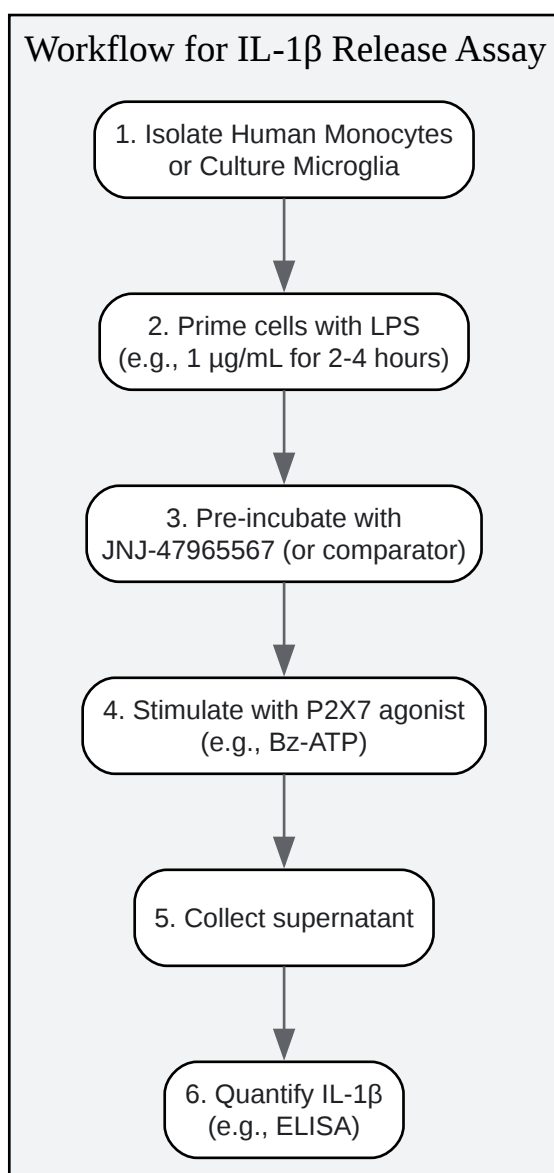 Workflow for IL-1β Release Assay
1. Isolate Human Monocytes
or Culture Microglia
2. Prime cells with LPS
(e.g., 1 µg/mL for 2-4 hours)
3. Pre-incubate with
JNJ-47965567 (or comparator)
4. Stimulate with P2X7 agonist
(e.g., Bz-ATP)
5. Collect supernatant
6. Quantify IL-1β
(e.g., ELISA)